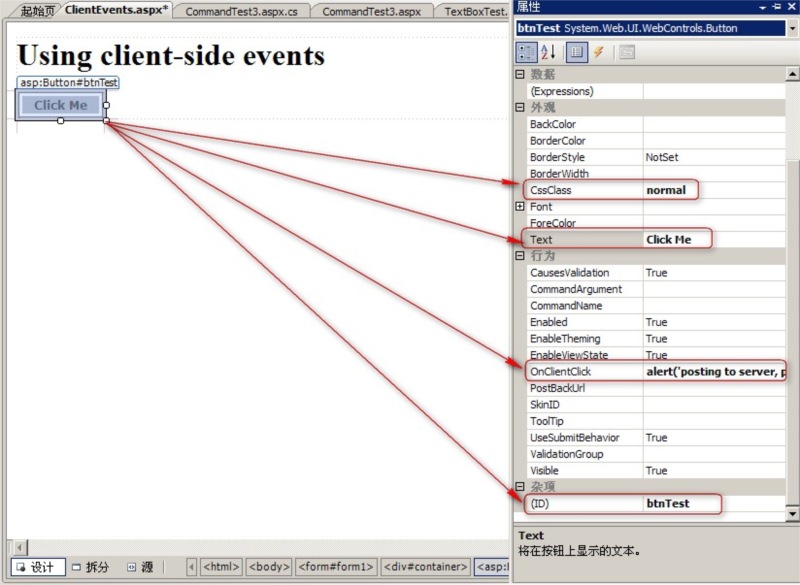 起始页 ClientEvents.aspx* CommandTest3.aspx.cs CommandTest3.aspx TextBoxTest.
Using client-side events
asp:Button#btnTest
Click Me
设计 拆分 源 <html> <body> <form#form1> <div#container> <asp:
属性
btnTest System.Web.UI.WebControls.Button
数据
(Expressions)
外观
BackColor
BorderColor
BorderStyle NotSet
BorderWidth
CssClass normal
Font
ForeColor
Text Click Me
行为
CausesValidation True
CommandArgument
CommandName
Enabled True
EnableTheming True
EnableViewState True
OnClientClick alert('posting to server, p
PostBackUrl
SkinID
ToolTip
UseSubmitBehavior True
ValidationGroup
Visible True
杂项
(ID) btnTest
Text
将在按钮上显示的文本。